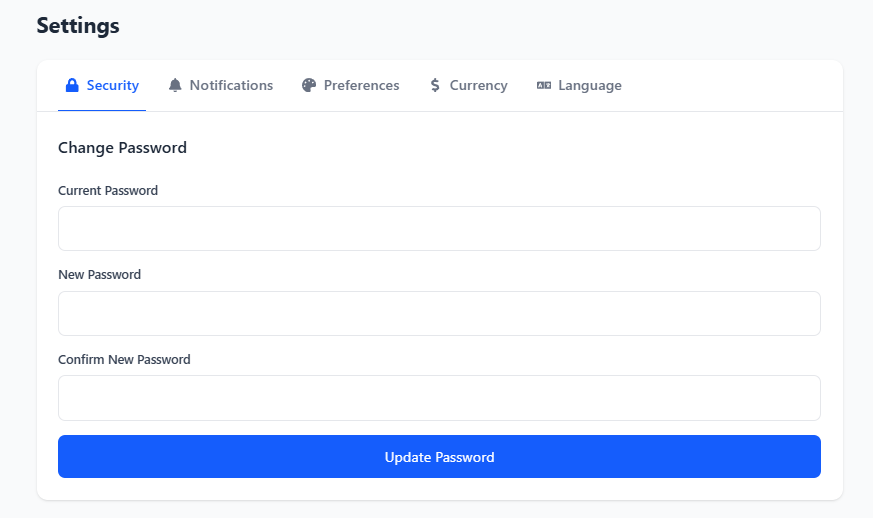 Settings
Security Notifications Preferences Currency Language
Change Password
Current Password
New Password
Confirm New Password
Update Password